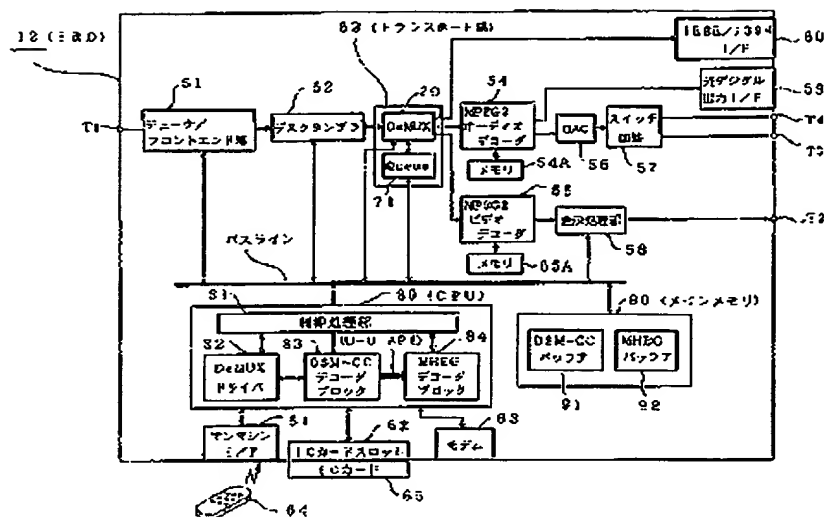 12 (IRD)
53 (トランスポート部)
IEEE1394
I/F
60
51
52
70
54
光デジタル
出力I/F
59
T1
チューナ/
フロントエンド部
デスクランブラ
DeMUX
MPEG2
オーディオ
デコーダ
DAC
スイッチ
回路
T4
T3
Queue
71
メモリ
54A
56
57
55
MPEG2
ビデオ
デコーダ
表示処理部
T2
58
メモリ
55A
バスライン
80 (CPU)
81
制御処理部
90 (メインメモリ)
82
83
(U-U API)
84
DeMUX
ドライバ
DSM-CC
デコーダ
ブロック
MHEG
デコーダ
ブロック
DSM-CC
バッファ
MHEG
バッファ
91
92
61
62
63
マンマシン
I/F
ICカードスロット
モデム
ICカード
64
65